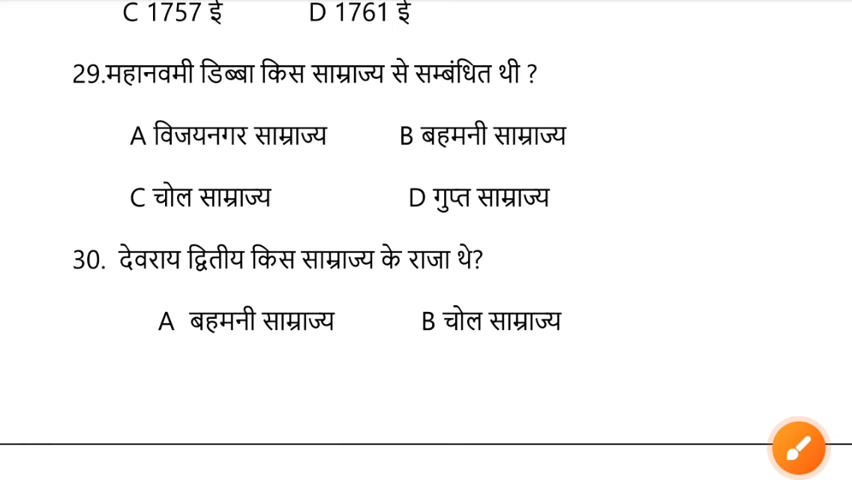 C 1757 ई D 1761 ई
29.महानवमी डिब्बा किस साम्राज्य से सम्बंधित थी ?
A विजयनगर साम्राज्य B बहमनी साम्राज्य
C चोल साम्राज्य D गुप्त साम्राज्य
30. देवराय द्वितीय किस साम्राज्य के राजा थे?
A बहमनी साम्राज्य B चोल साम्राज्य